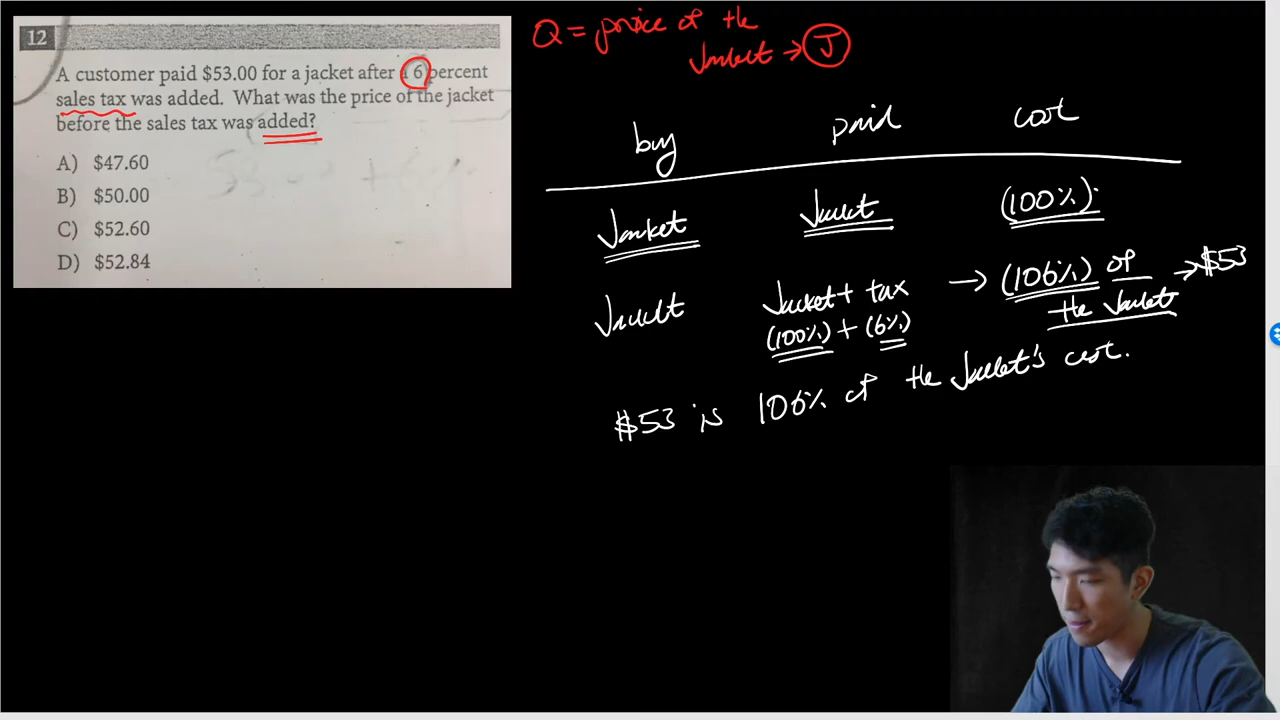 12
A customer paid $53.00 for a jacket after a 6 percent
sales tax was added. What was the price of the jacket
before the sales tax was added?
A) $47.60
B) $50.00
C) $52.60
D) $52.84
Q = price of the
Jacket → J
buy paid cost
Jacket Jacket (100%)
Jacket Jacket + tax → (106%) of → $53
(100%) + (6%) the Jacket
$53 is 106% of the Jacket's cost.